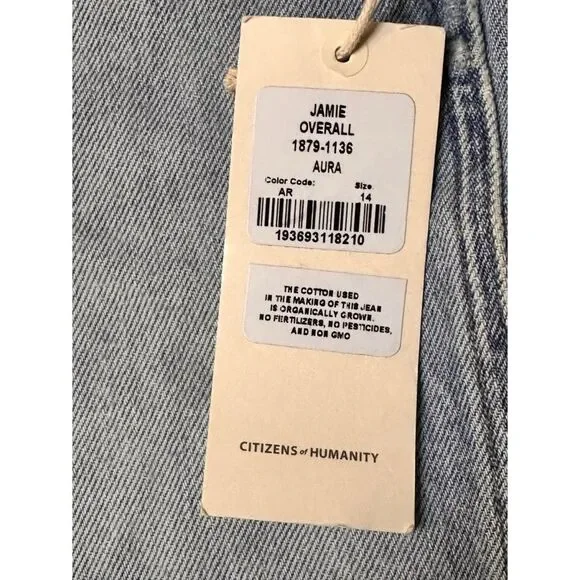 JAMIE
OVERALL
1879-1136
AURA
Color Code: Size:
AR 14
193693118210
THE COTTON USED
IN THE MAKING OF THIS JEAN
IS ORGANICALLY GROWN.
NO FERTILIZERS, NO PESTICIDES,
AND NON GMO
CITIZENS of HUMANITY